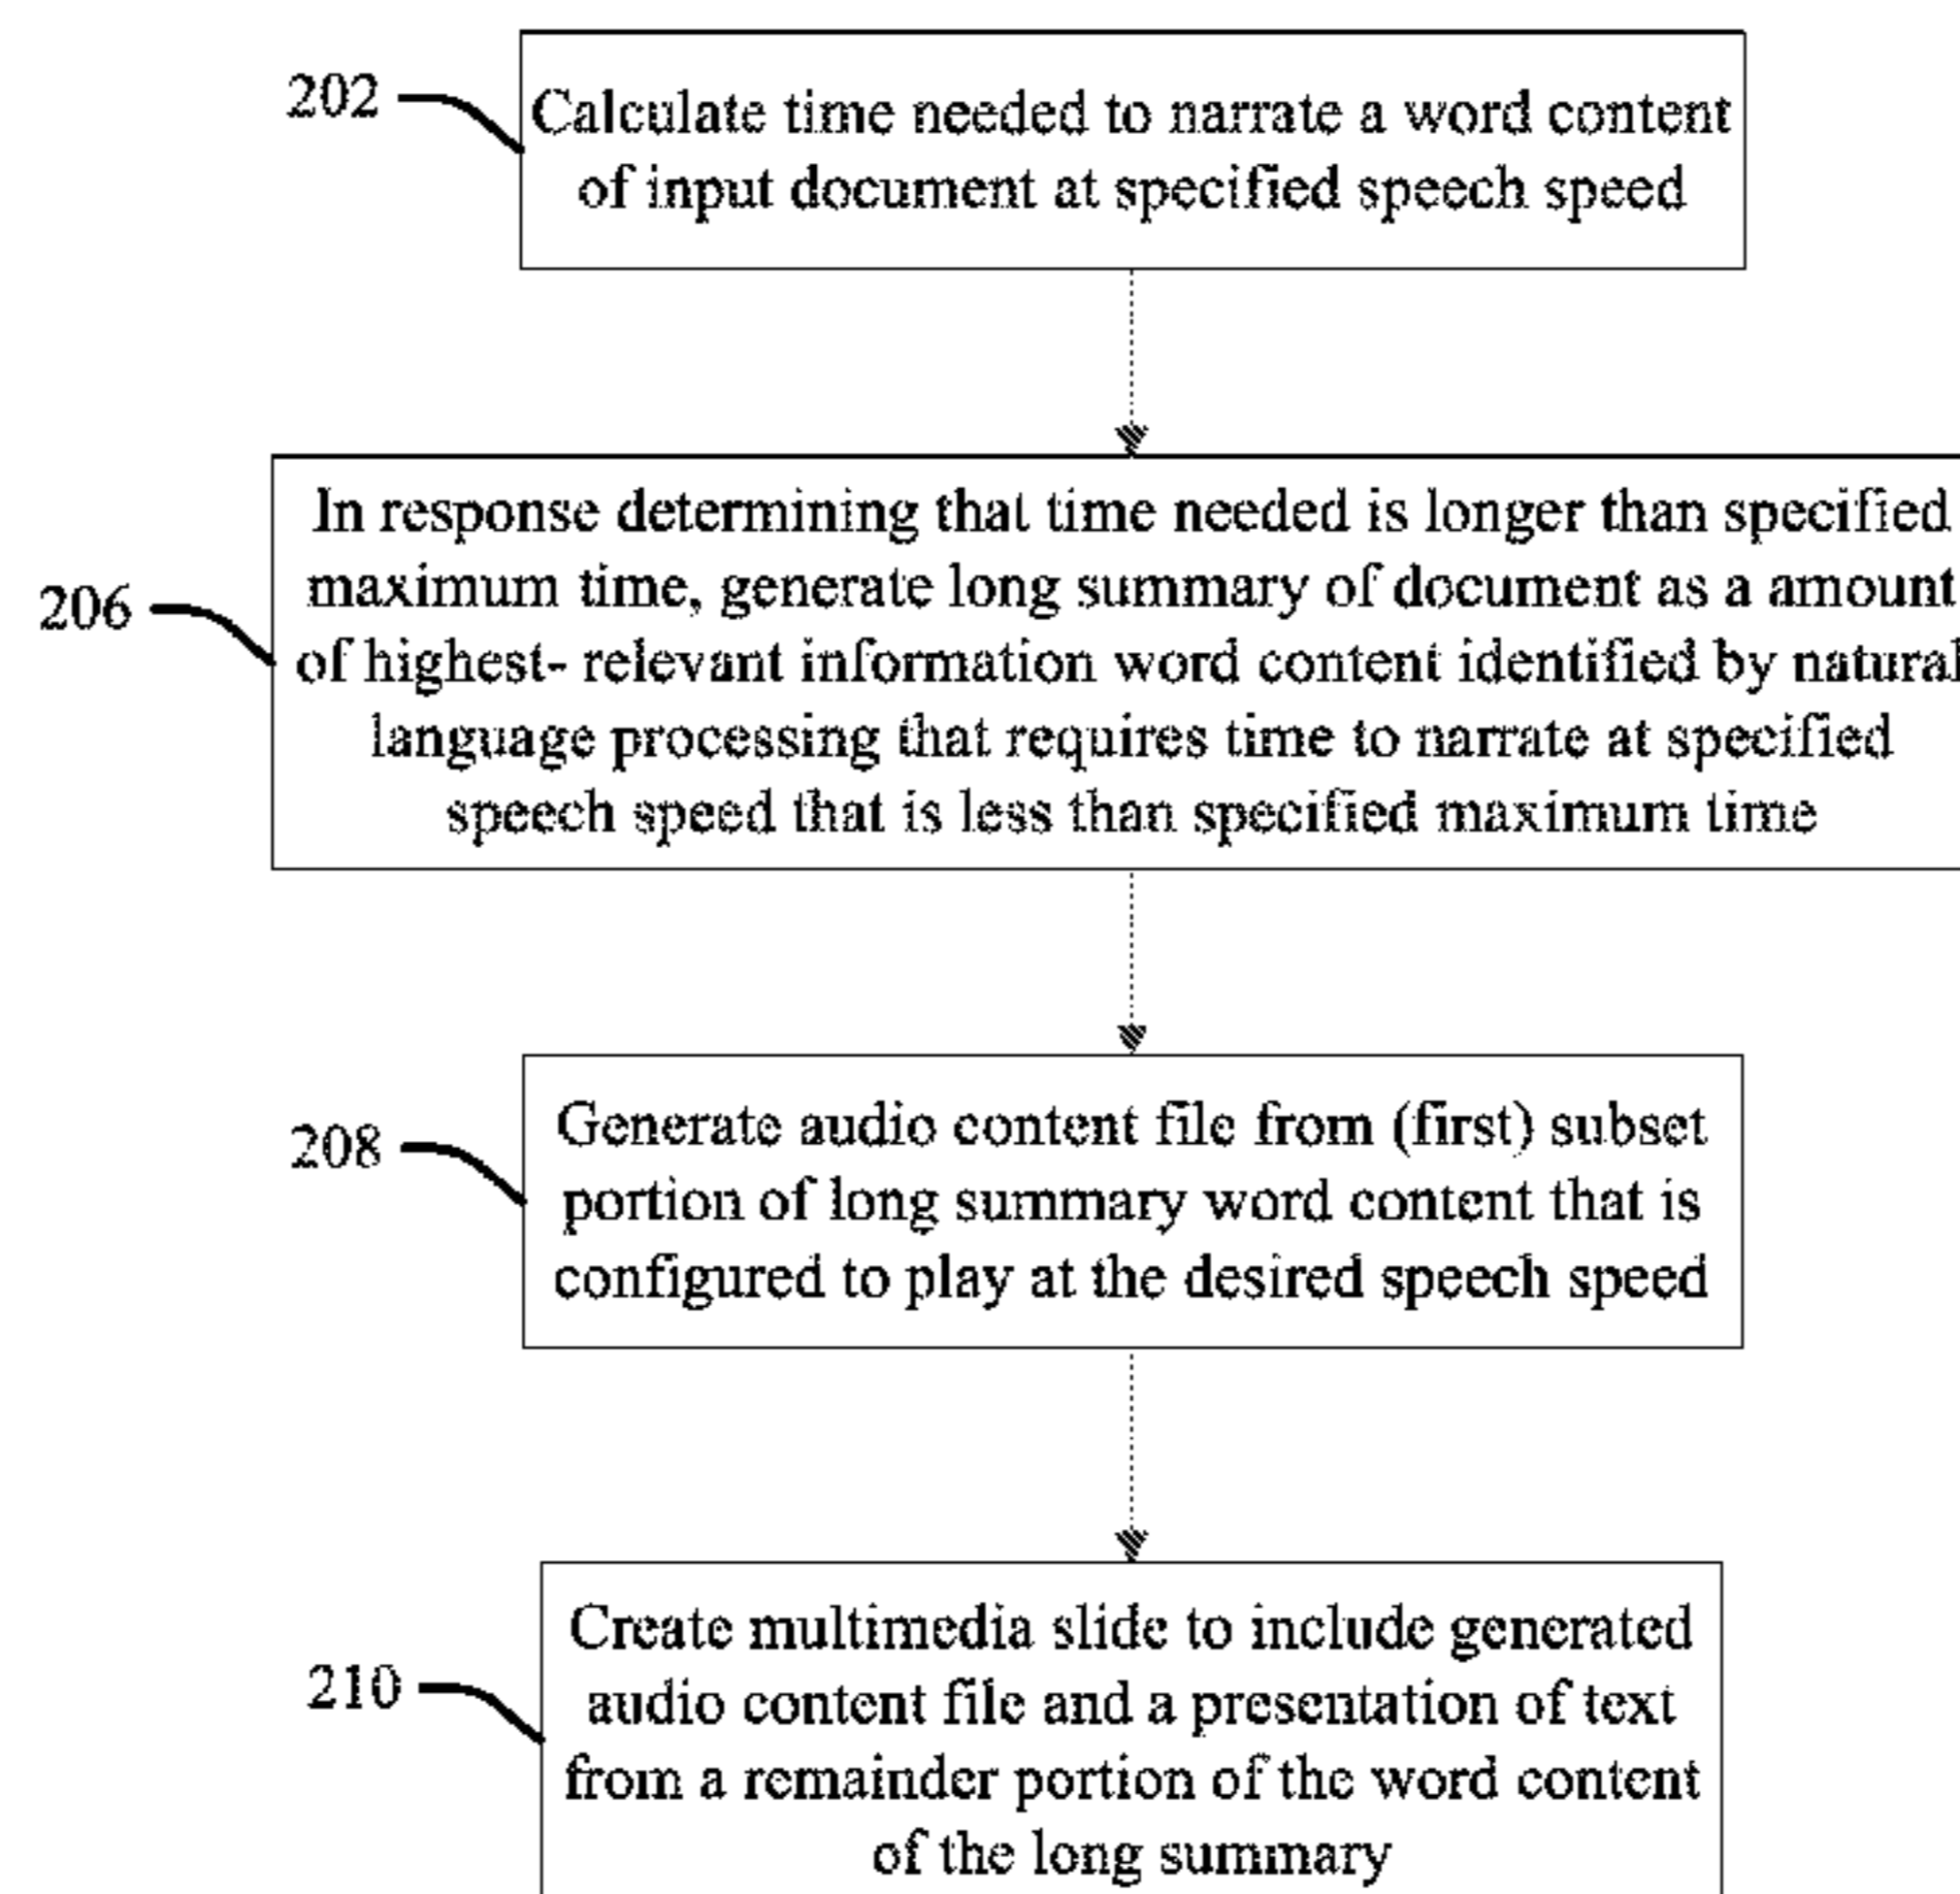 202
Calculate time needed to narrate a word content
of input document at specified speech speed
In response determining that time needed is longer than specified
maximum time, generate long summary of document as a amount
206
of highest- relevant information word content identified by natural
language processing that requires time to narrate at specified
speech speed that is less than specified maximum time
Generate audio content file from (first) subset
208
portion of long summary word content that is
configured to play at the desired speech speed
Create multimedia slide to include generated
210
audio content file and a presentation of text
from a remainder portion of the word content
of the long summary